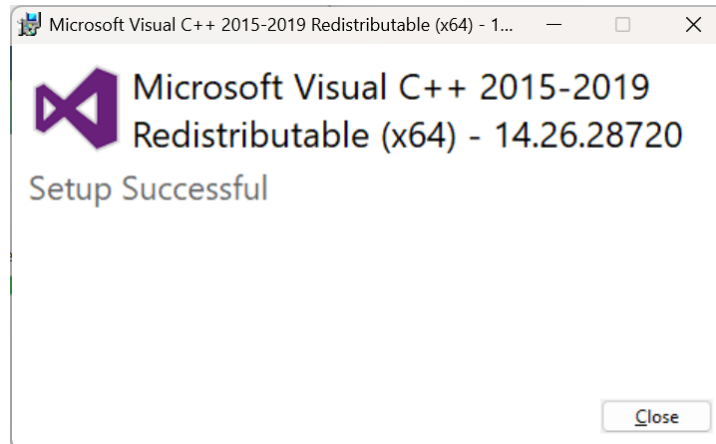 Microsoft Visual C++ 2015-2019 Redistributable (x64) - 1...
Microsoft Visual C++ 2015-2019
Redistributable (x64) - 14.26.28720
Setup Successful
Close